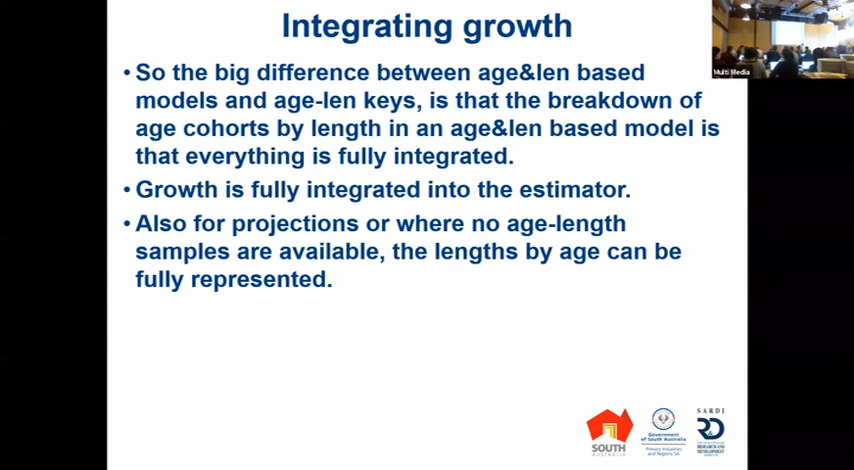 Integrating growth
• So the big difference between age&len based
models and age-len keys, is that the breakdown of
age cohorts by length in an age&len based model is
that everything is fully integrated.
• Growth is fully integrated into the estimator.
• Also for projections or where no age-length
samples are available, the lengths by age can be
fully represented.
Multi Media
SOUTH
AUSTRALIA
Government
of South Australia
Primary Industries
and Regions SA
SARDI
RESEARCH AND
DEVELOPMENT